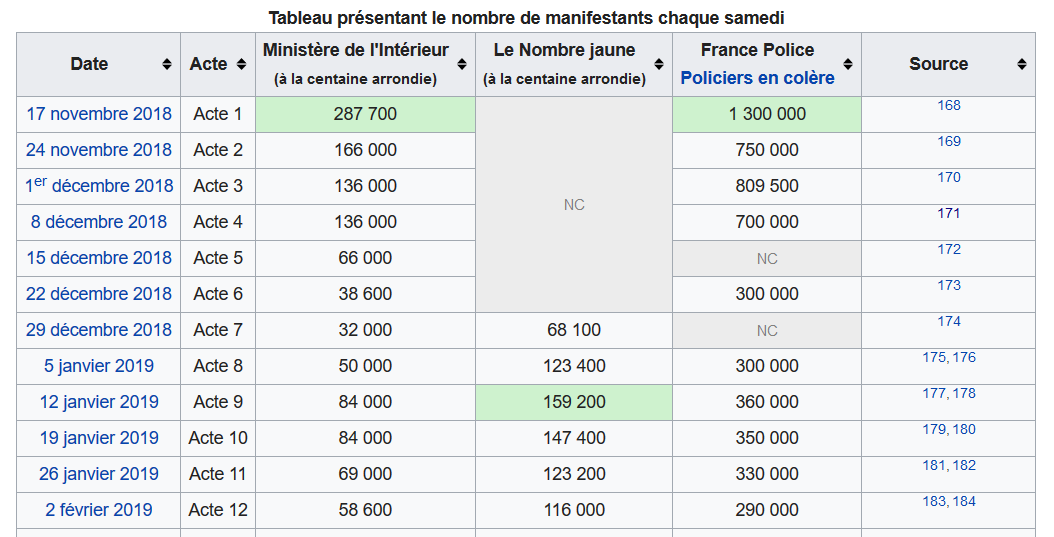 Tableau présentant le nombre de manifestants chaque samedi
Date Acte Ministère de l'Intérieur (à la centaine arrondie) Le Nombre jaune (à la centaine arrondie) France Police Policiers en colère Source
17 novembre 2018 Acte 1 287 700 NC 1 300 000 168
24 novembre 2018 Acte 2 166 000 750 000 169
1er décembre 2018 Acte 3 136 000 809 500 170
8 décembre 2018 Acte 4 136 000 700 000 171
15 décembre 2018 Acte 5 66 000 NC 172
22 décembre 2018 Acte 6 38 600 300 000 173
29 décembre 2018 Acte 7 32 000 68 100 NC 174
5 janvier 2019 Acte 8 50 000 123 400 300 000 175, 176
12 janvier 2019 Acte 9 84 000 159 200 360 000 177, 178
19 janvier 2019 Acte 10 84 000 147 400 350 000 179, 180
26 janvier 2019 Acte 11 69 000 123 200 330 000 181, 182
2 février 2019 Acte 12 58 600 116 000 290 000 183, 184